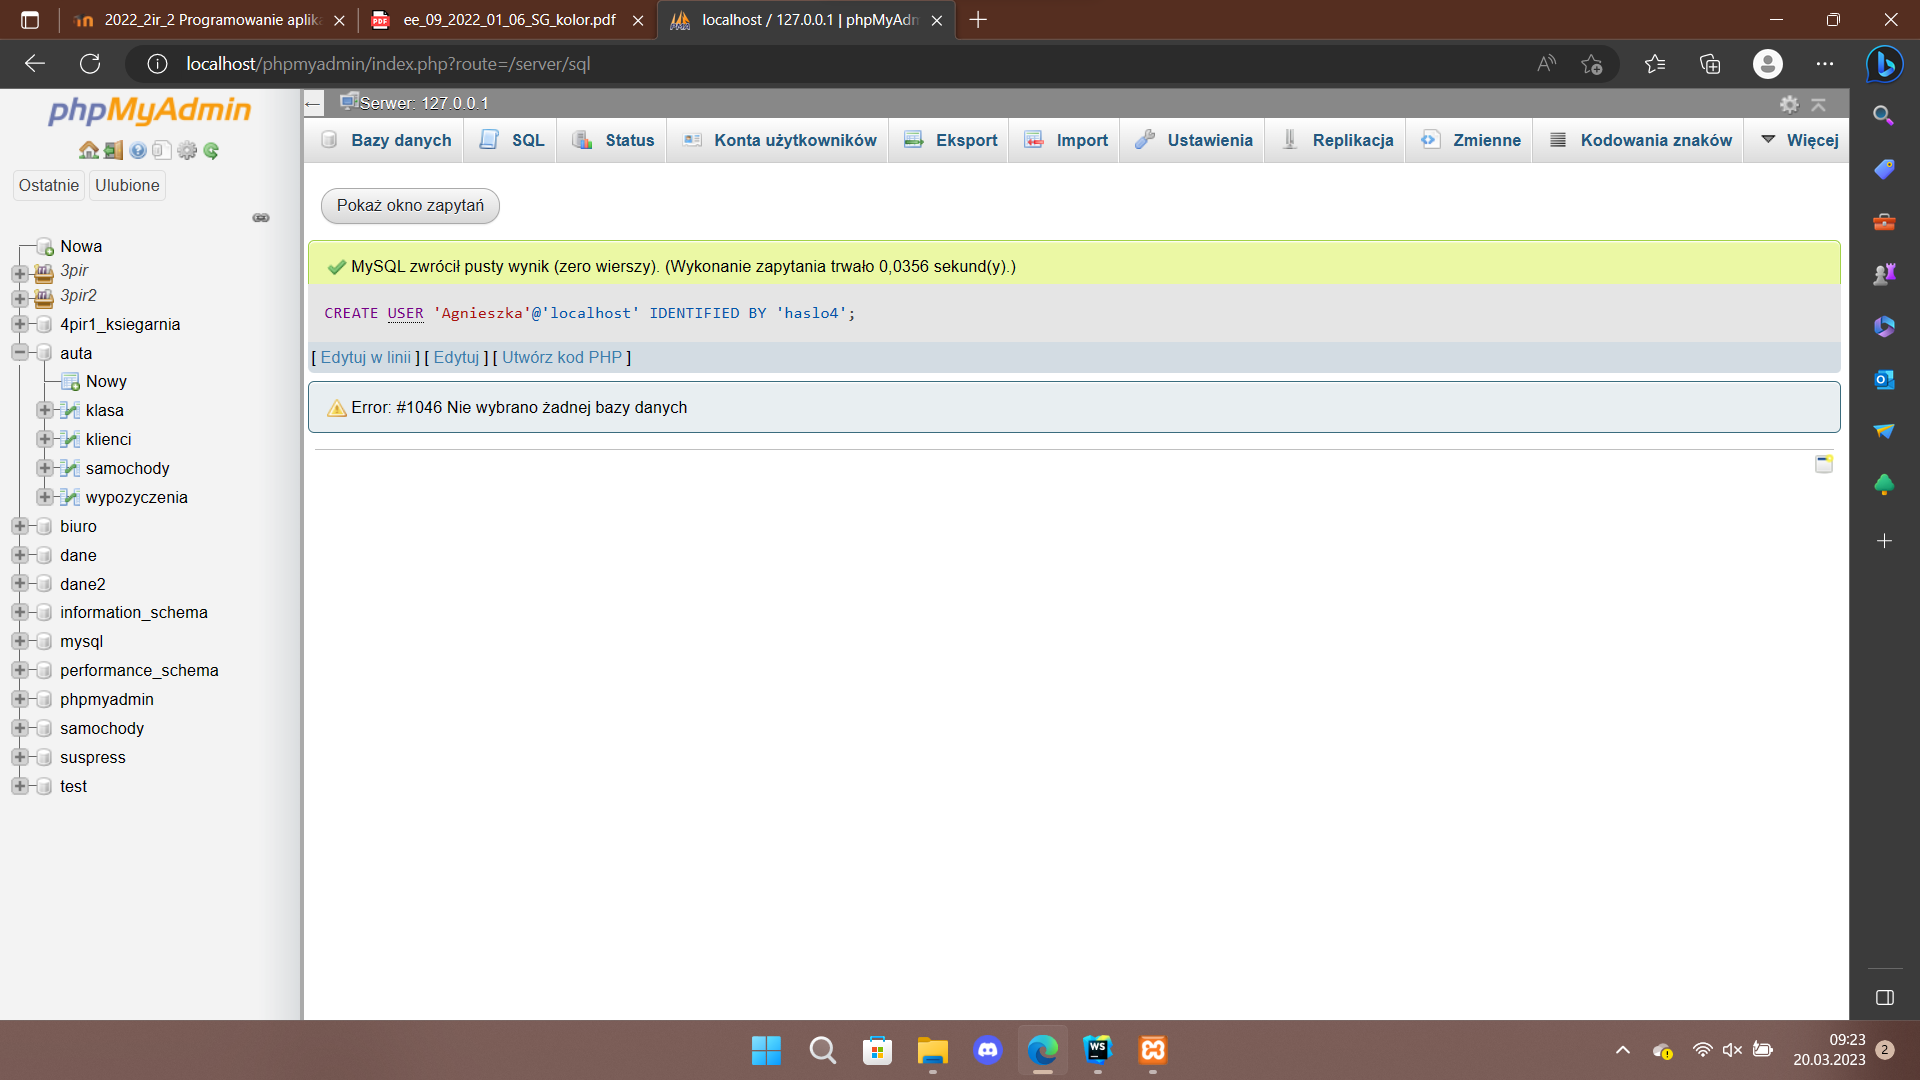 2022_2ir_2 Programowanie aplik
ee_09_2022_01_06_SG_kolor.pdf
localhost / 127.0.0.1 | phpMyAdm
localhost/phpmyadmin/index.php?route=/server/sql
phpMyAdmin
Ostatnie
Ulubione
Nowa
3pir
3pir2
4pir1_ksiegarnia
auta
Nowy
klasa
klienci
samochody
wypozyczenia
biuro
dane
dane2
information_schema
mysql
performance_schema
phpmyadmin
samochody
suspress
test
Serwer: 127.0.0.1
Bazy danych
SQL
Status
Konta użytkowników
Eksport
Import
Ustawienia
Replikacja
Zmienne
Kodowania znaków
Więcej
Pokaż okno zapytań
MySQL zwrócił pusty wynik (zero wierszy). (Wykonanie zapytania trwało 0,0356 sekund(y).)
CREATE USER 'Agnieszka'@'localhost' IDENTIFIED BY 'haslo4';
[ Edytuj w linii ] [ Edytuj ] [ Utwórz kod PHP ]
Error: #1046 Nie wybrano żadnej bazy danych
09:23
20.03.2023
2